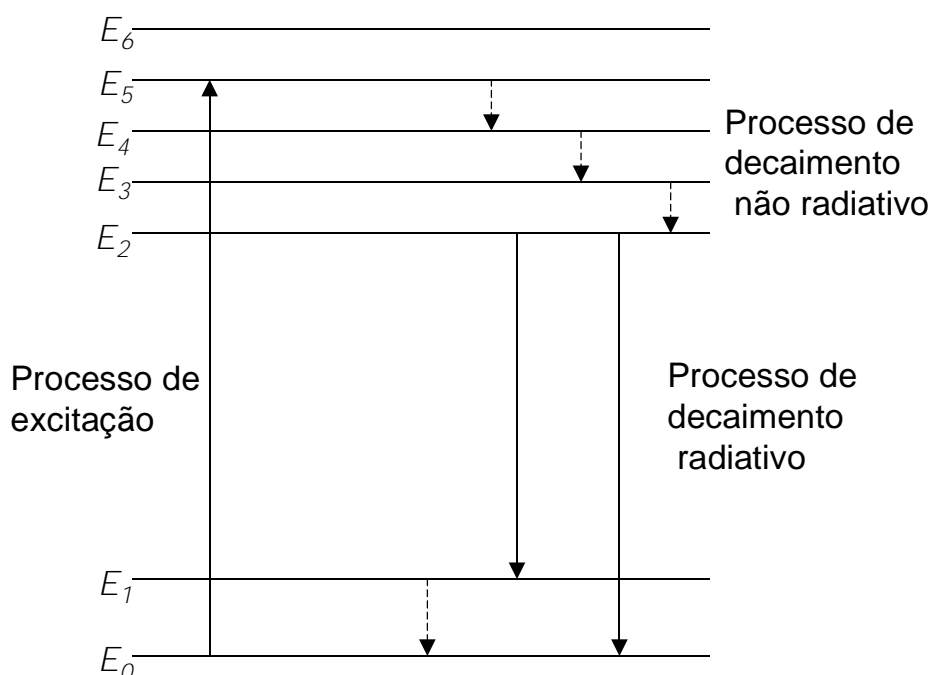 E6
E5
E4
E3
E2
Processo de
decaimento
não radiativo
Processo de
excitação
Processo de
decaimento
radiativo
E1
E0